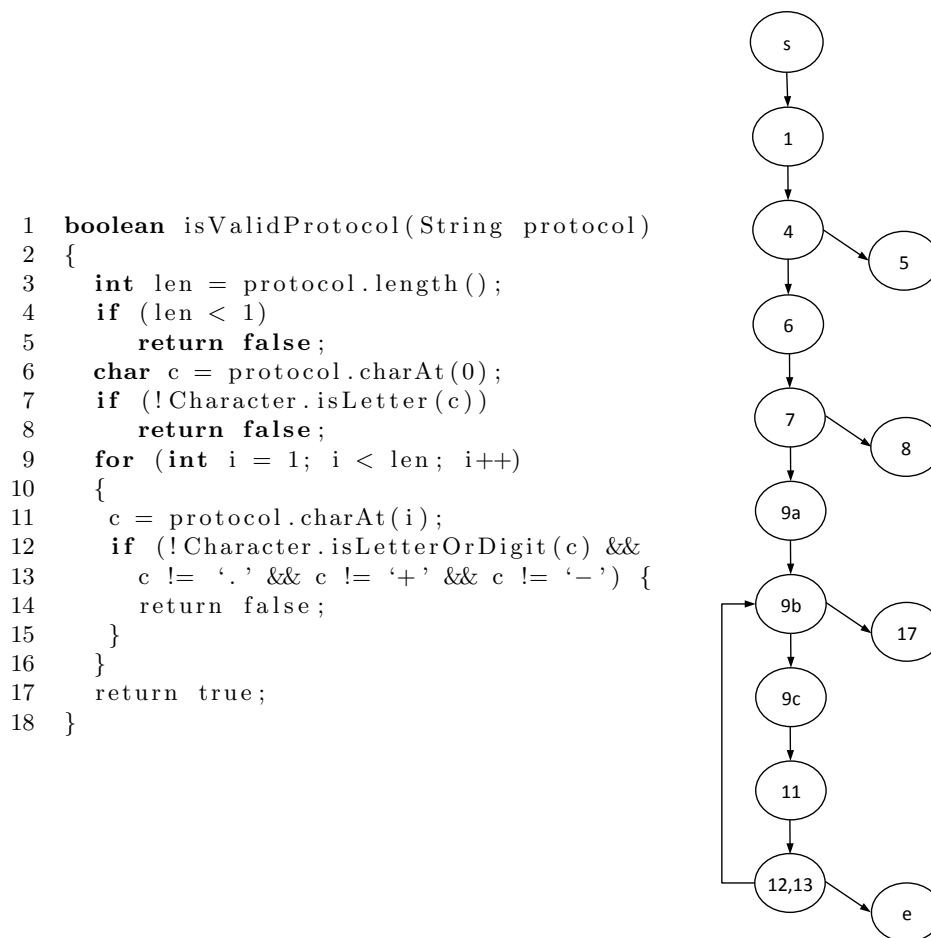 1 boolean isValidProtocol(String protocol)
2 {
3 int len = protocol.length();
4 if (len < 1)
5 return false;
6 char c = protocol.charAt(0);
7 if (!Character.isLetter(c))
8 return false;
9 for (int i = 1; i < len; i++)
10 {
11 c = protocol.charAt(i);
12 if (!Character.isLetterOrDigit(c) &&
13 c != ‘.’ && c != ‘+’ && c != ‘−’) {
14 return false;
15 }
16 }
17 return true;
18 }
s
1
4
5
6
7
8
9a
9b
17
9c
11
12,13
e